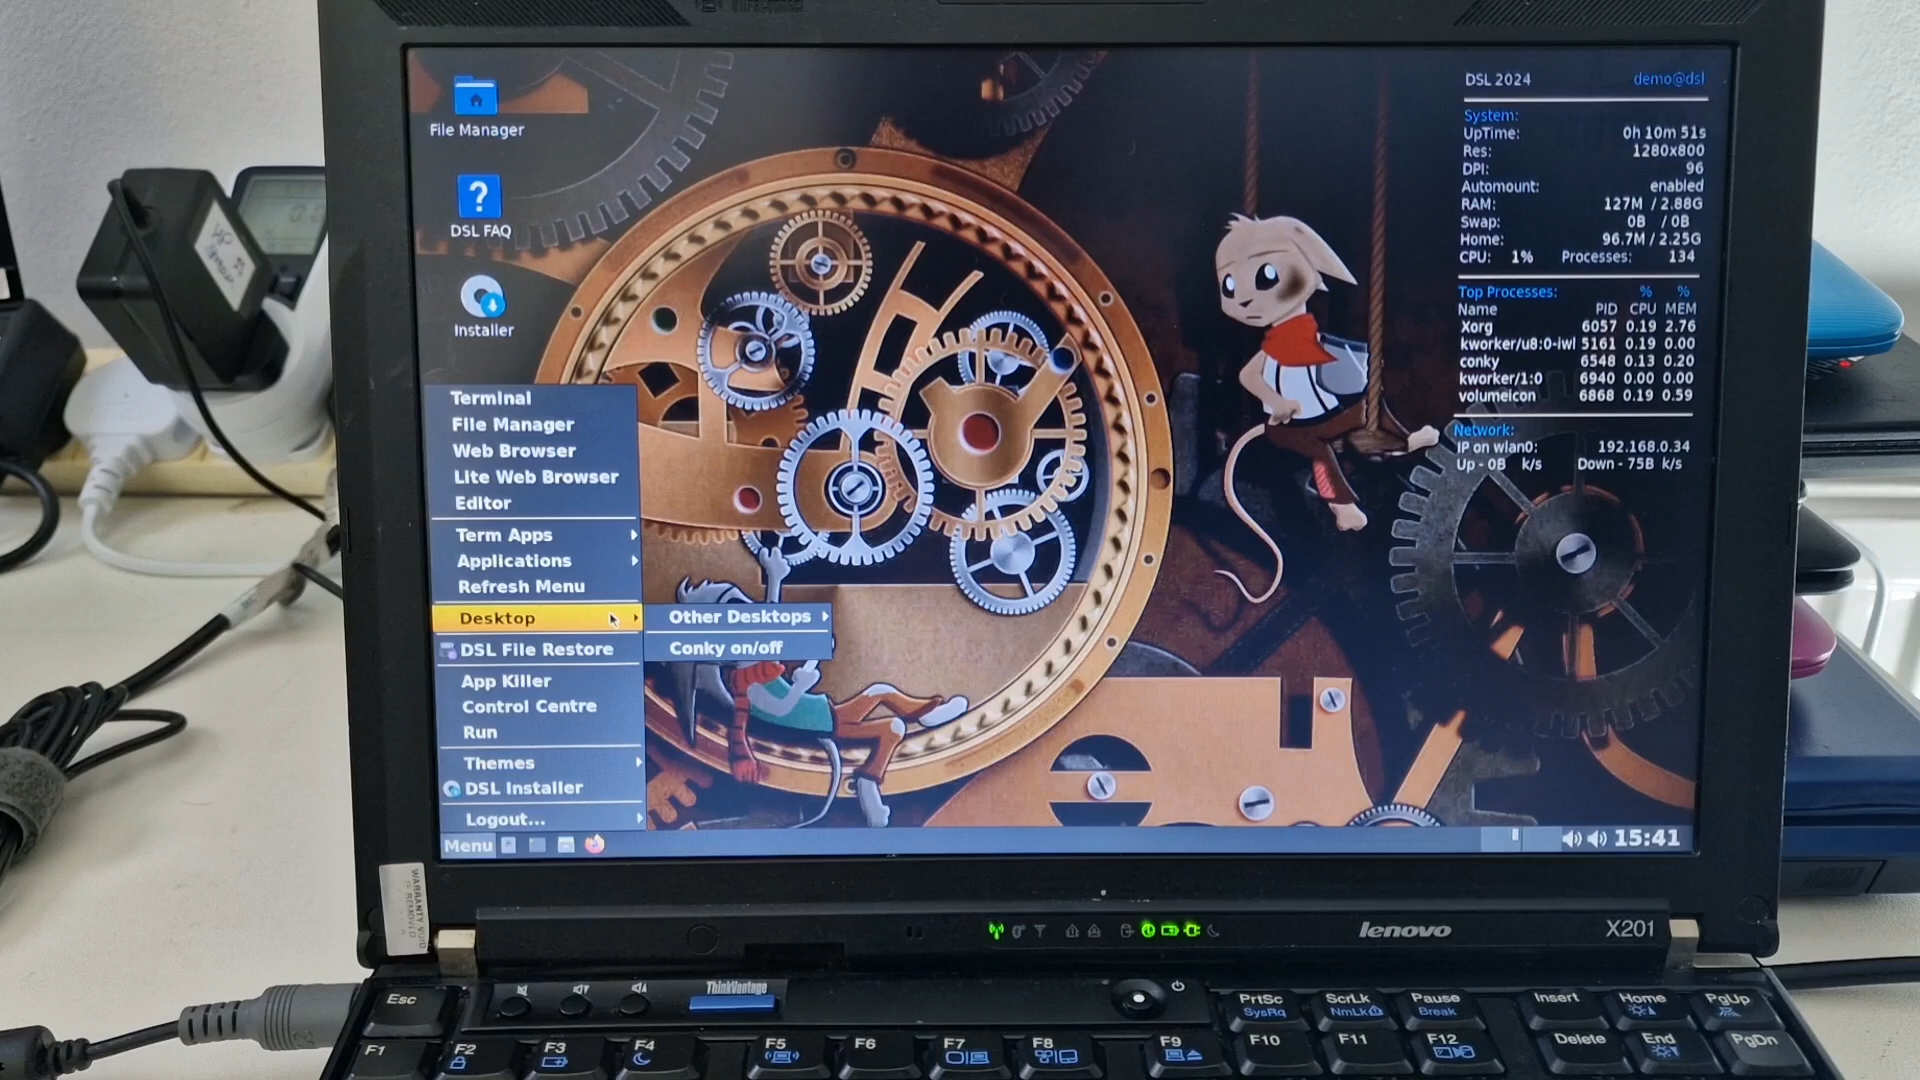 File Manager
DSL FAQ
Installer
Terminal
File Manager
Web Browser
Lite Web Browser
Editor
Term Apps
Applications
Refresh Menu
Desktop
Other Desktops
Conky on/off
DSL File Restore
App Killer
Control Centre
Run
Themes
DSL Installer
Logout...
Menu
15:41
DSL 2024 demo@dsl
System:
UpTime: 0h 10m 51s
Res: 1280x800
DPI: 96
Automount: enabled
RAM: 127M / 2.88G
Swap: 0B / 0B
Home: 96.7M / 2.25G
CPU: 1% Processes: 134
Top Processes: % %
Name PID CPU MEM
Xorg 6057 0.19 2.76
kworker/u8:0-iwl 5161 0.19 0.00
conky 6548 0.13 0.20
kworker/1:0 6940 0.00 0.00
volumeicon 6868 0.19 0.59
Network:
IP on wlan0: 192.168.0.34
Up - 0B k/s Down - 75B k/s
WARRANTY VOID
IF REMOVED
lenovo X201
ThinkVantage
Esc
PrtSc
SysRq
ScrLk
NmLk
Pause
Break
Insert
Home
PgUp
F1
F2
F3
F4
F5
F6
F7
F8
F9
F10
F11
F12
Delete
End
PgDn